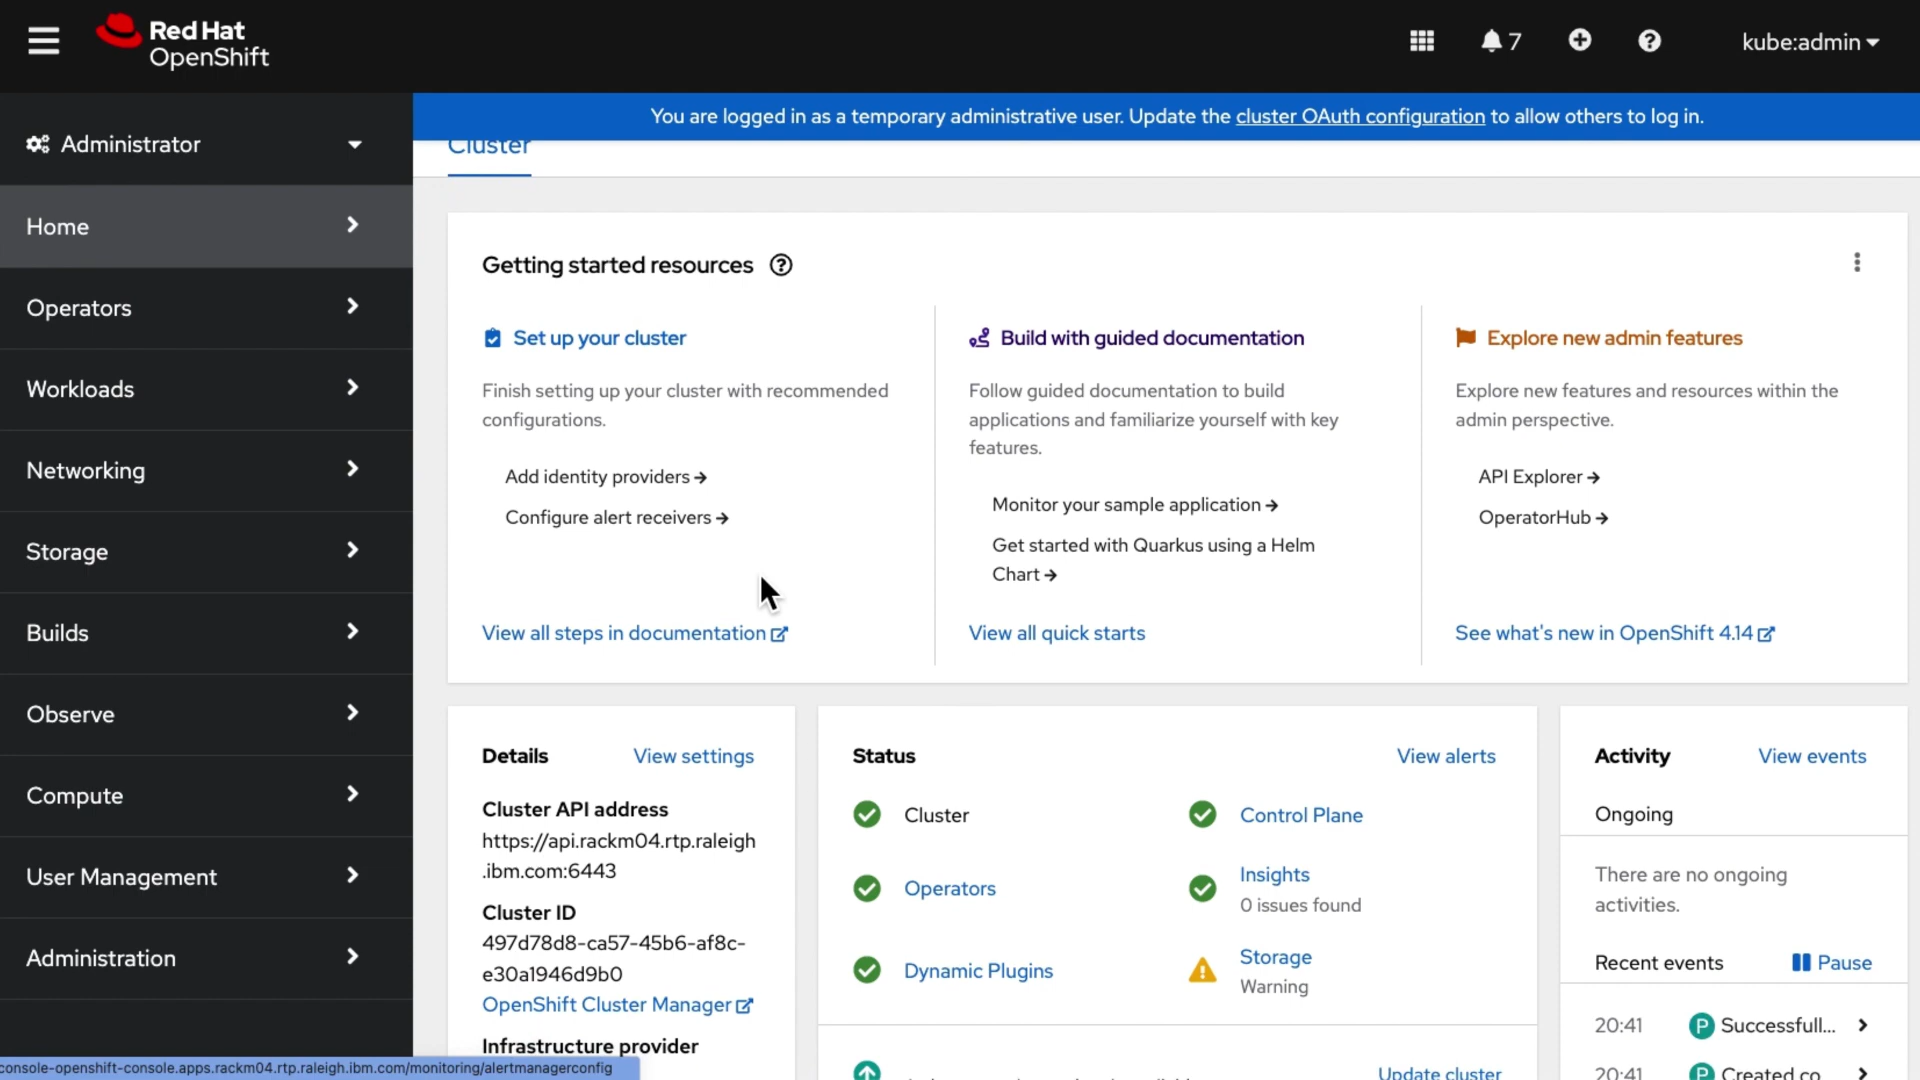 Red Hat
OpenShift
7
kube:admin
You are logged in as a temporary administrative user. Update the cluster OAuth configuration to allow others to log in.
Administrator
Home
Operators
Workloads
Networking
Storage
Builds
Observe
Compute
User Management
Administration
Cluster
Getting started resources
Set up your cluster
Finish setting up your cluster with recommended
configurations.
Add identity providers
Configure alert receivers
View all steps in documentation
Build with guided documentation
Follow guided documentation to build
applications and familiarize yourself with key
features.
Monitor your sample application
Get started with Quarkus using a Helm
Chart
View all quick starts
Explore new admin features
Explore new features and resources within the
admin perspective.
API Explorer
OperatorHub
See what's new in OpenShift 4.14
Details
View settings
Cluster API address
https://api.rackm04.rtp.raleigh
.ibm.com:6443
Cluster ID
497d78d8-ca57-45b6-af8c-
e30a1946d9b0
OpenShift Cluster Manager
Infrastructure provider
Status
View alerts
Cluster
Control Plane
Operators
Insights
0 issues found
Dynamic Plugins
Storage
Warning
Update cluster
Activity
View events
Ongoing
There are no ongoing
activities.
Recent events
Pause
20:41
P
Successfull...
20:41
P
Created co...
console-openshift-console.apps.rackm04.rtp.raleigh.ibm.com/monitoring/alertmanagerconfig